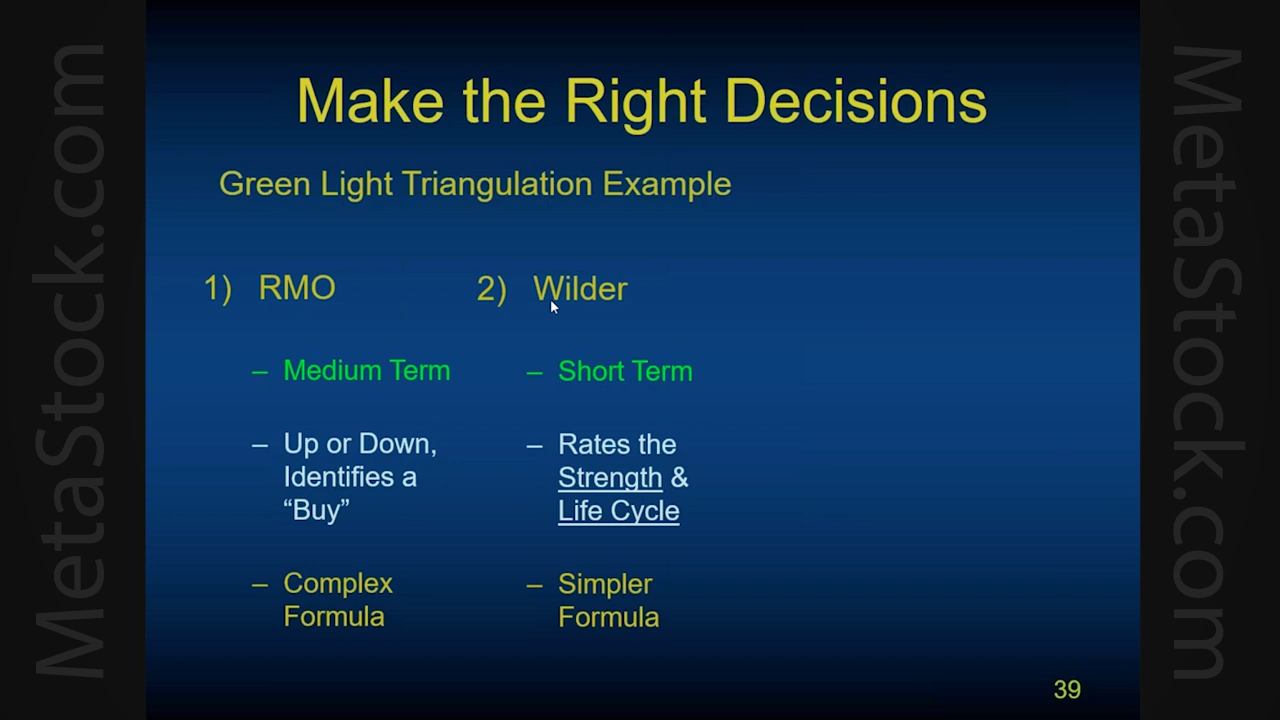 MetaStock.com
Make the Right Decisions
Green Light Triangulation Example
1) RMO
– Medium Term
– Up or Down,
Identifies a
“Buy”
– Complex
Formula
2) Wilder
– Short Term
– Rates the
Strength &
Life Cycle
– Simpler
Formula
39
MetaStock.com